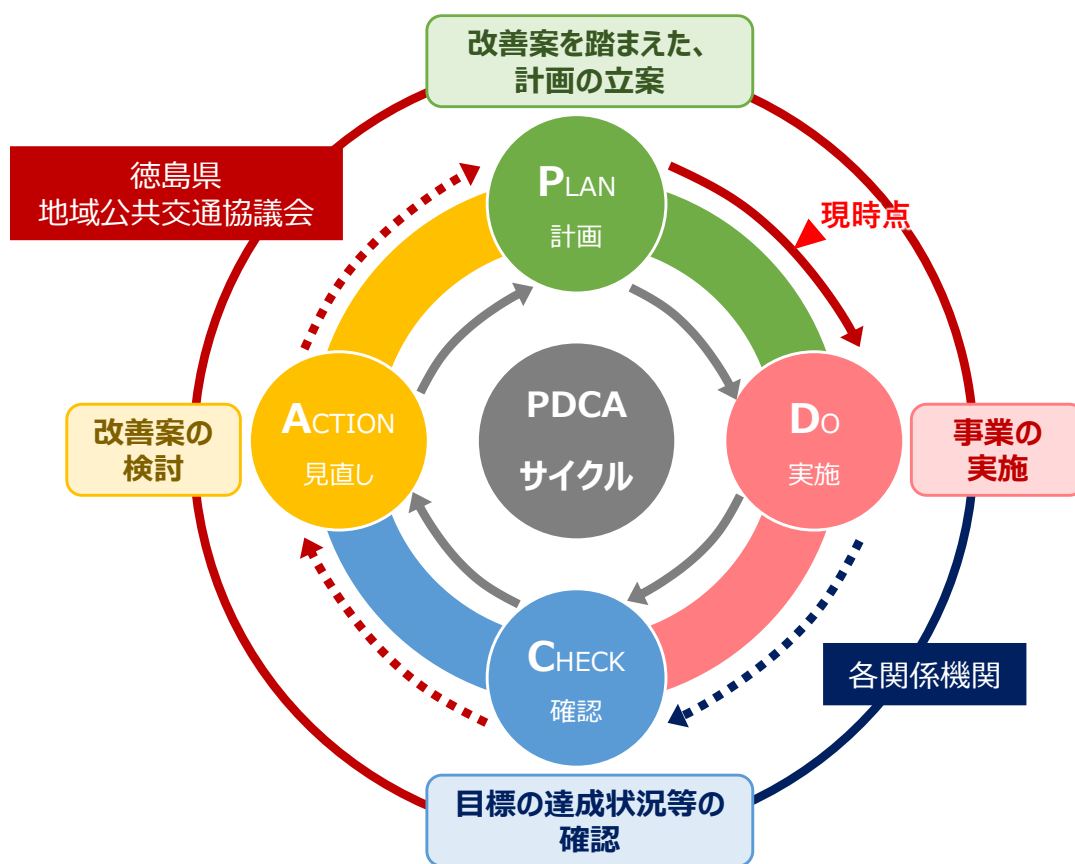 改善案を踏まえた、
計画の立案
徳島県
地域公共交通協議会
PLAN
計画
現時点
改善案の
検討
ACTION
見直し
PDCA
サイクル
DO
実施
事業の
実施
CHECK
確認
各関係機関
目標の達成状況等の
確認